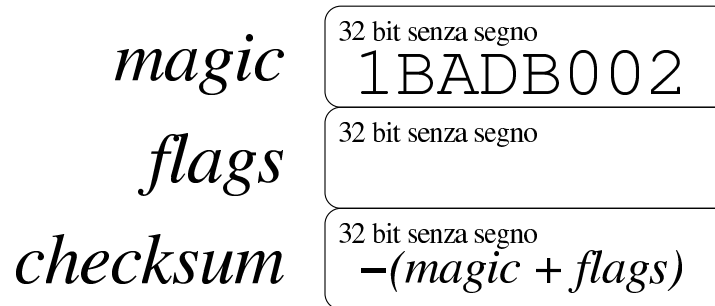 magic
32 bit senza segno
1BADB002
flags
32 bit senza segno
checksum
32 bit senza segno
−(magic + flags)